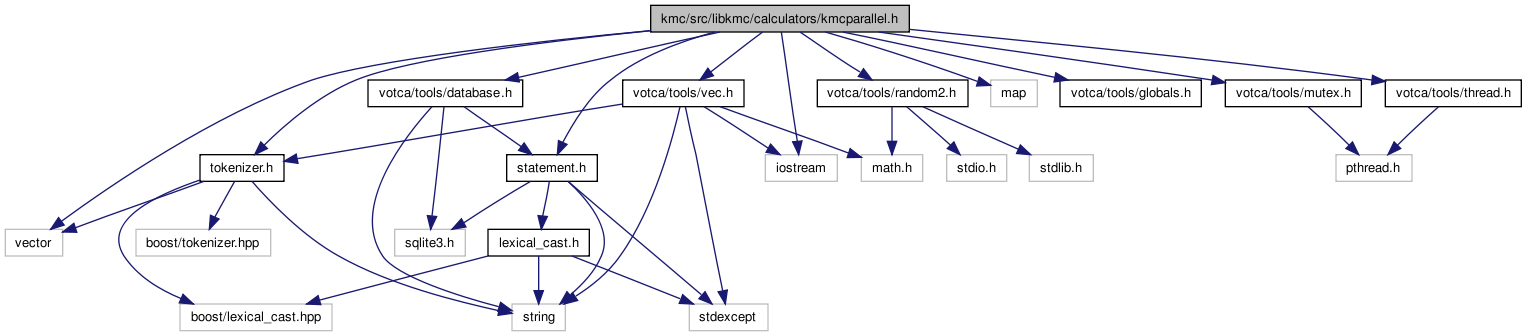 kmc/src/libkmc/calculators/kmcparallel.h
votca/tools/database.h
votca/tools/vec.h
votca/tools/random2.h
map
votca/tools/globals.h
votca/tools/mutex.h
votca/tools/thread.h
tokenizer.h
statement.h
iostream
math.h
stdio.h
stdlib.h
pthread.h
vector
boost/tokenizer.hpp
sqlite3.h
lexical_cast.h
boost/lexical_cast.hpp
string
stdexcept